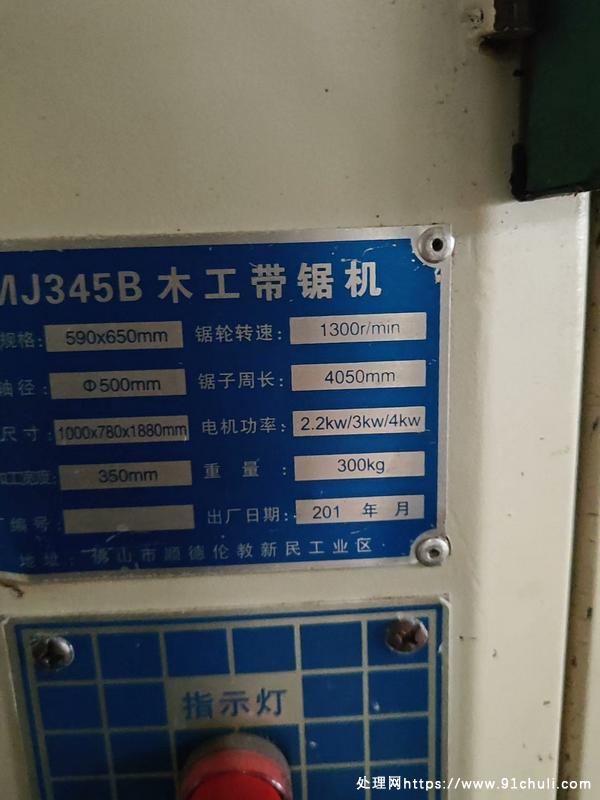 MJ345B 木工带锯机
规格: 590x650mm 锯轮转速: 1300r/min
轴径: Φ500mm 锯子周长: 4050mm
尺寸: 1000x780x1880mm 电机功率: 2.2kw/3kw/4kw
宽度: 350mm 重量: 300kg
编号: 出厂日期: 201 年 月
地址: 佛山市顺德伦教新民工业区
指示灯
处理网https://www.91chuli.com